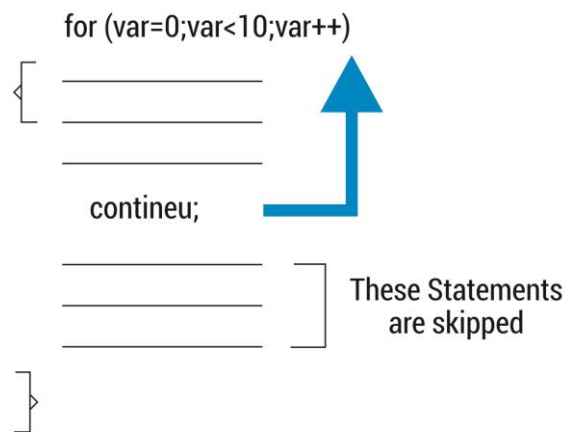 for (var=0;var<10;var++)
contineu;
These Statements
are skipped